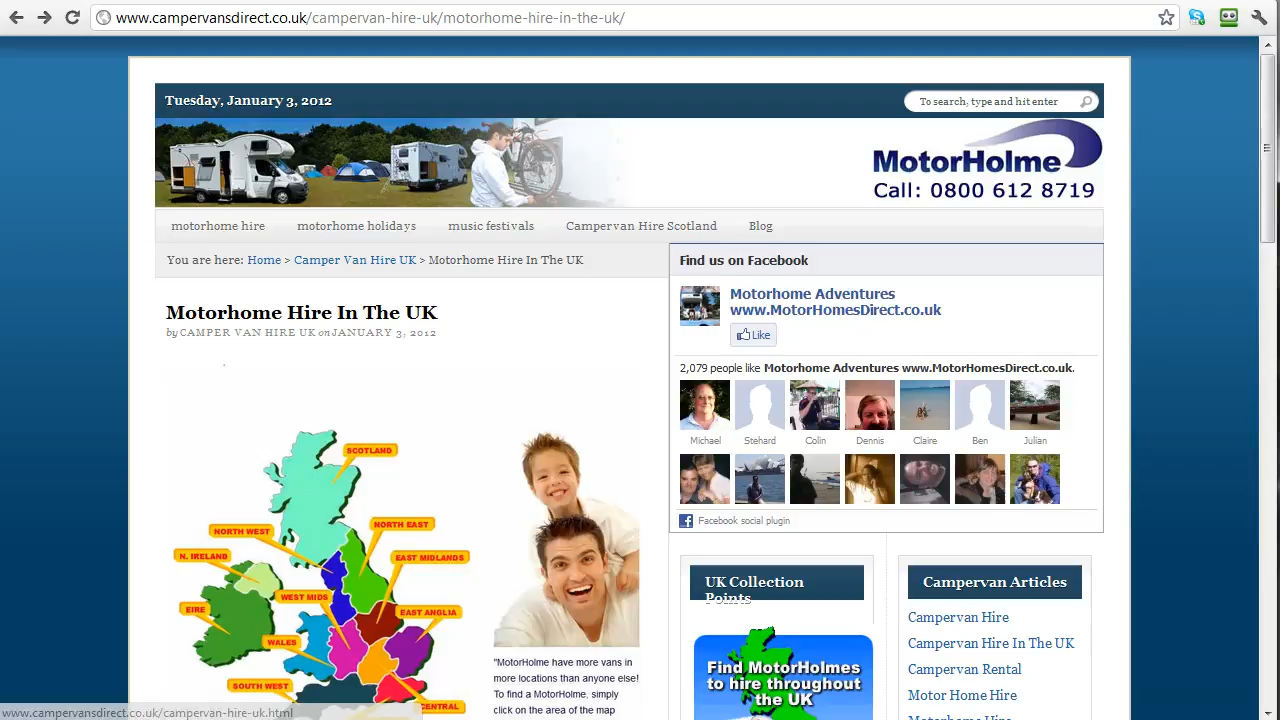 www.campervansdirect.co.uk/campervan-hire-uk/motorhome-hire-in-the-uk/
Tuesday, January 3, 2012
To search, type and hit enter
MotorHolme
Call: 0800 612 8719
motorhome hire
motorhome holidays
music festivals
Campervan Hire Scotland
Blog
You are here: Home > Camper Van Hire UK > Motorhome Hire In The UK
Motorhome Hire In The UK
by CAMPER VAN HIRE UK on JANUARY 3, 2012
SCOTLAND
NORTH WEST
NORTH EAST
N. IRELAND
EAST MIDLANDS
WEST MIDS
EIRE
EAST ANGLIA
WALES
SOUTH WEST
CENTRAL
"MotorHolme have more vans in
more locations than anyone else!
To find a MotorHolme, simply
click on the area of the map
Find us on Facebook
Motorhome Adventures
www.MotorHomesDirect.co.uk
Like
2,079 people like Motorhome Adventures www.MotorHomesDirect.co.uk.
Michael
Stehard
Colin
Dennis
Claire
Ben
Julian
Facebook social plugin
UK Collection
Points
Find MotorHolmes
to hire throughout
the UK
Campervan Articles
Campervan Hire
Campervan Hire In The UK
Campervan Rental
Motor Home Hire
Motorhome Hire
www.campervansdirect.co.uk/campervan-hire-uk.html